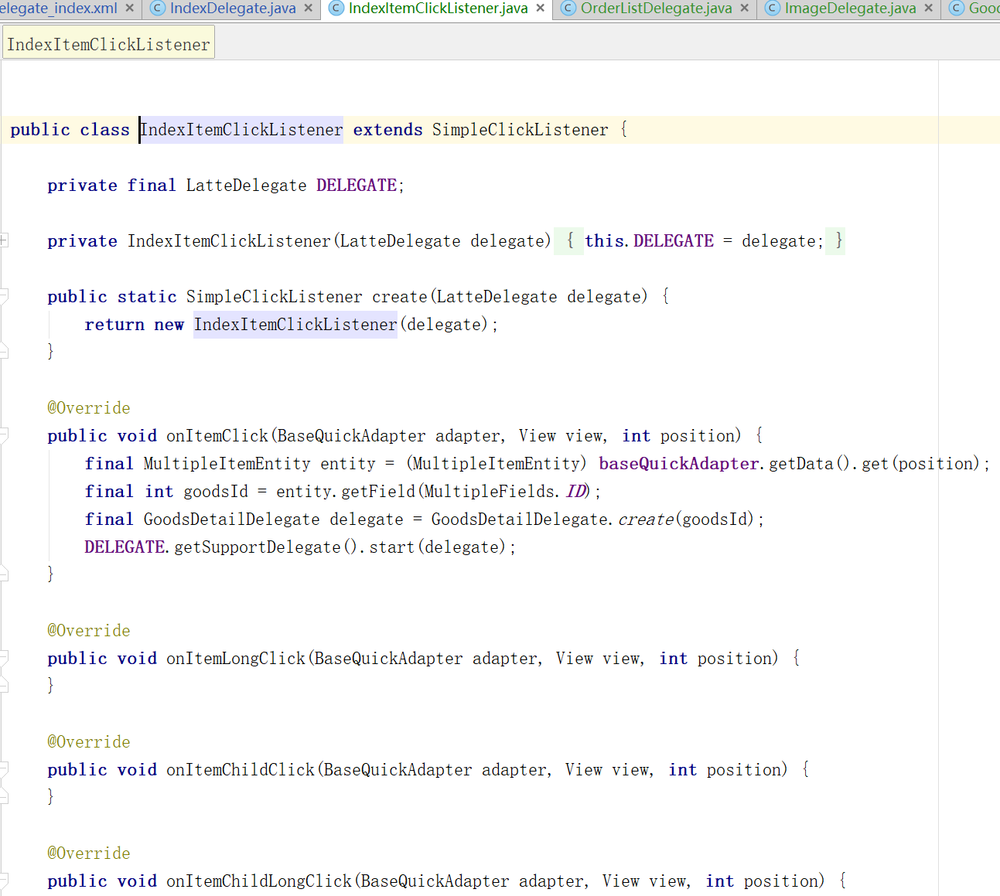 elegate_index.xml × C IndexDelegate.java × C IndexItemClickListener.java × C OrderListDelegate.java × C ImageDelegate.java × C Good
IndexItemClickListener
public class IndexItemClickListener extends SimpleClickListener {
private final LatteDelegate DELEGATE;
private IndexItemClickListener(LatteDelegate delegate) { this.DELEGATE = delegate; }
public static SimpleClickListener create(LatteDelegate delegate) {
return new IndexItemClickListener(delegate);
}
@Override
public void onItemClick(BaseQuickAdapter adapter, View view, int position) {
final MultipleItemEntity entity = (MultipleItemEntity) baseQuickAdapter.getData().get(position);
final int goodsId = entity.getField(MultipleFields.ID);
final GoodsDetailDelegate delegate = GoodsDetailDelegate.create(goodsId);
DELEGATE.getSupportDelegate().start(delegate);
}
@Override
public void onItemLongClick(BaseQuickAdapter adapter, View view, int position) {
}
@Override
public void onItemChildClick(BaseQuickAdapter adapter, View view, int position) {
}
@Override
public void onItemChildLongClick(BaseQuickAdapter adapter, View view, int position) {